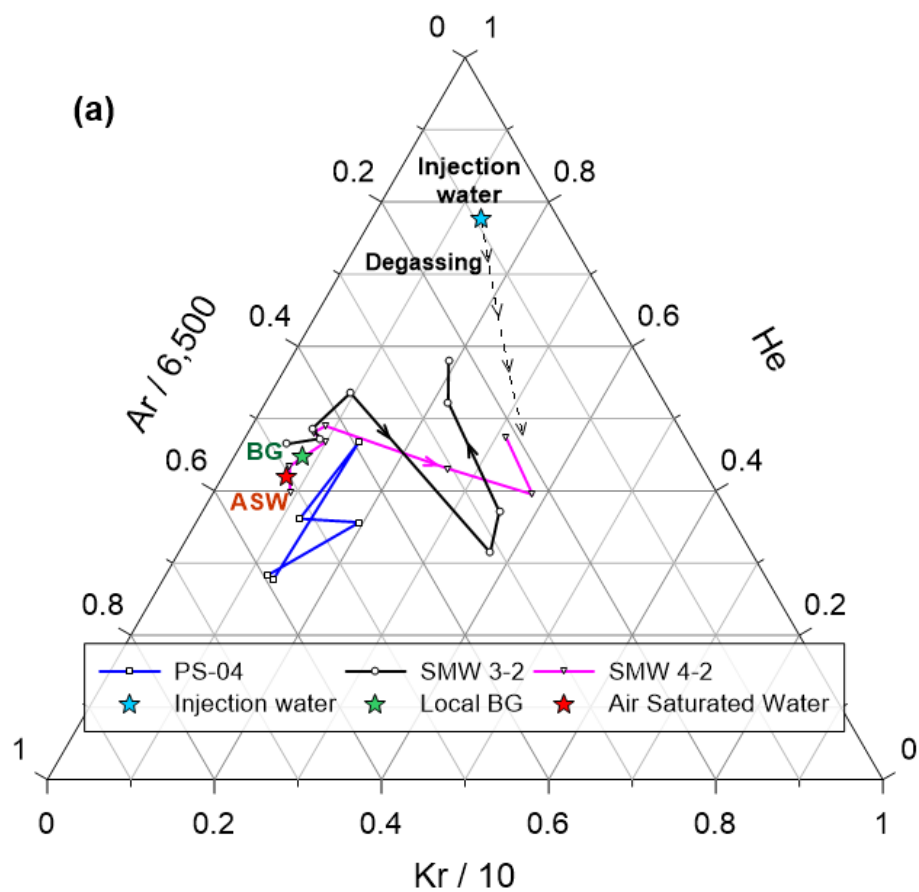 0 1
(a)
Injection
water
0.2 0.8
Degassing
0.4 0.6
Ar / 6,500
He
BG
0.6 0.4
ASW
0.8 0.2
PS-04 SMW 3-2 SMW 4-2
Injection water Local BG Air Saturated Water
1 0
0 0.2 0.4 0.6 0.8 1
Kr / 10